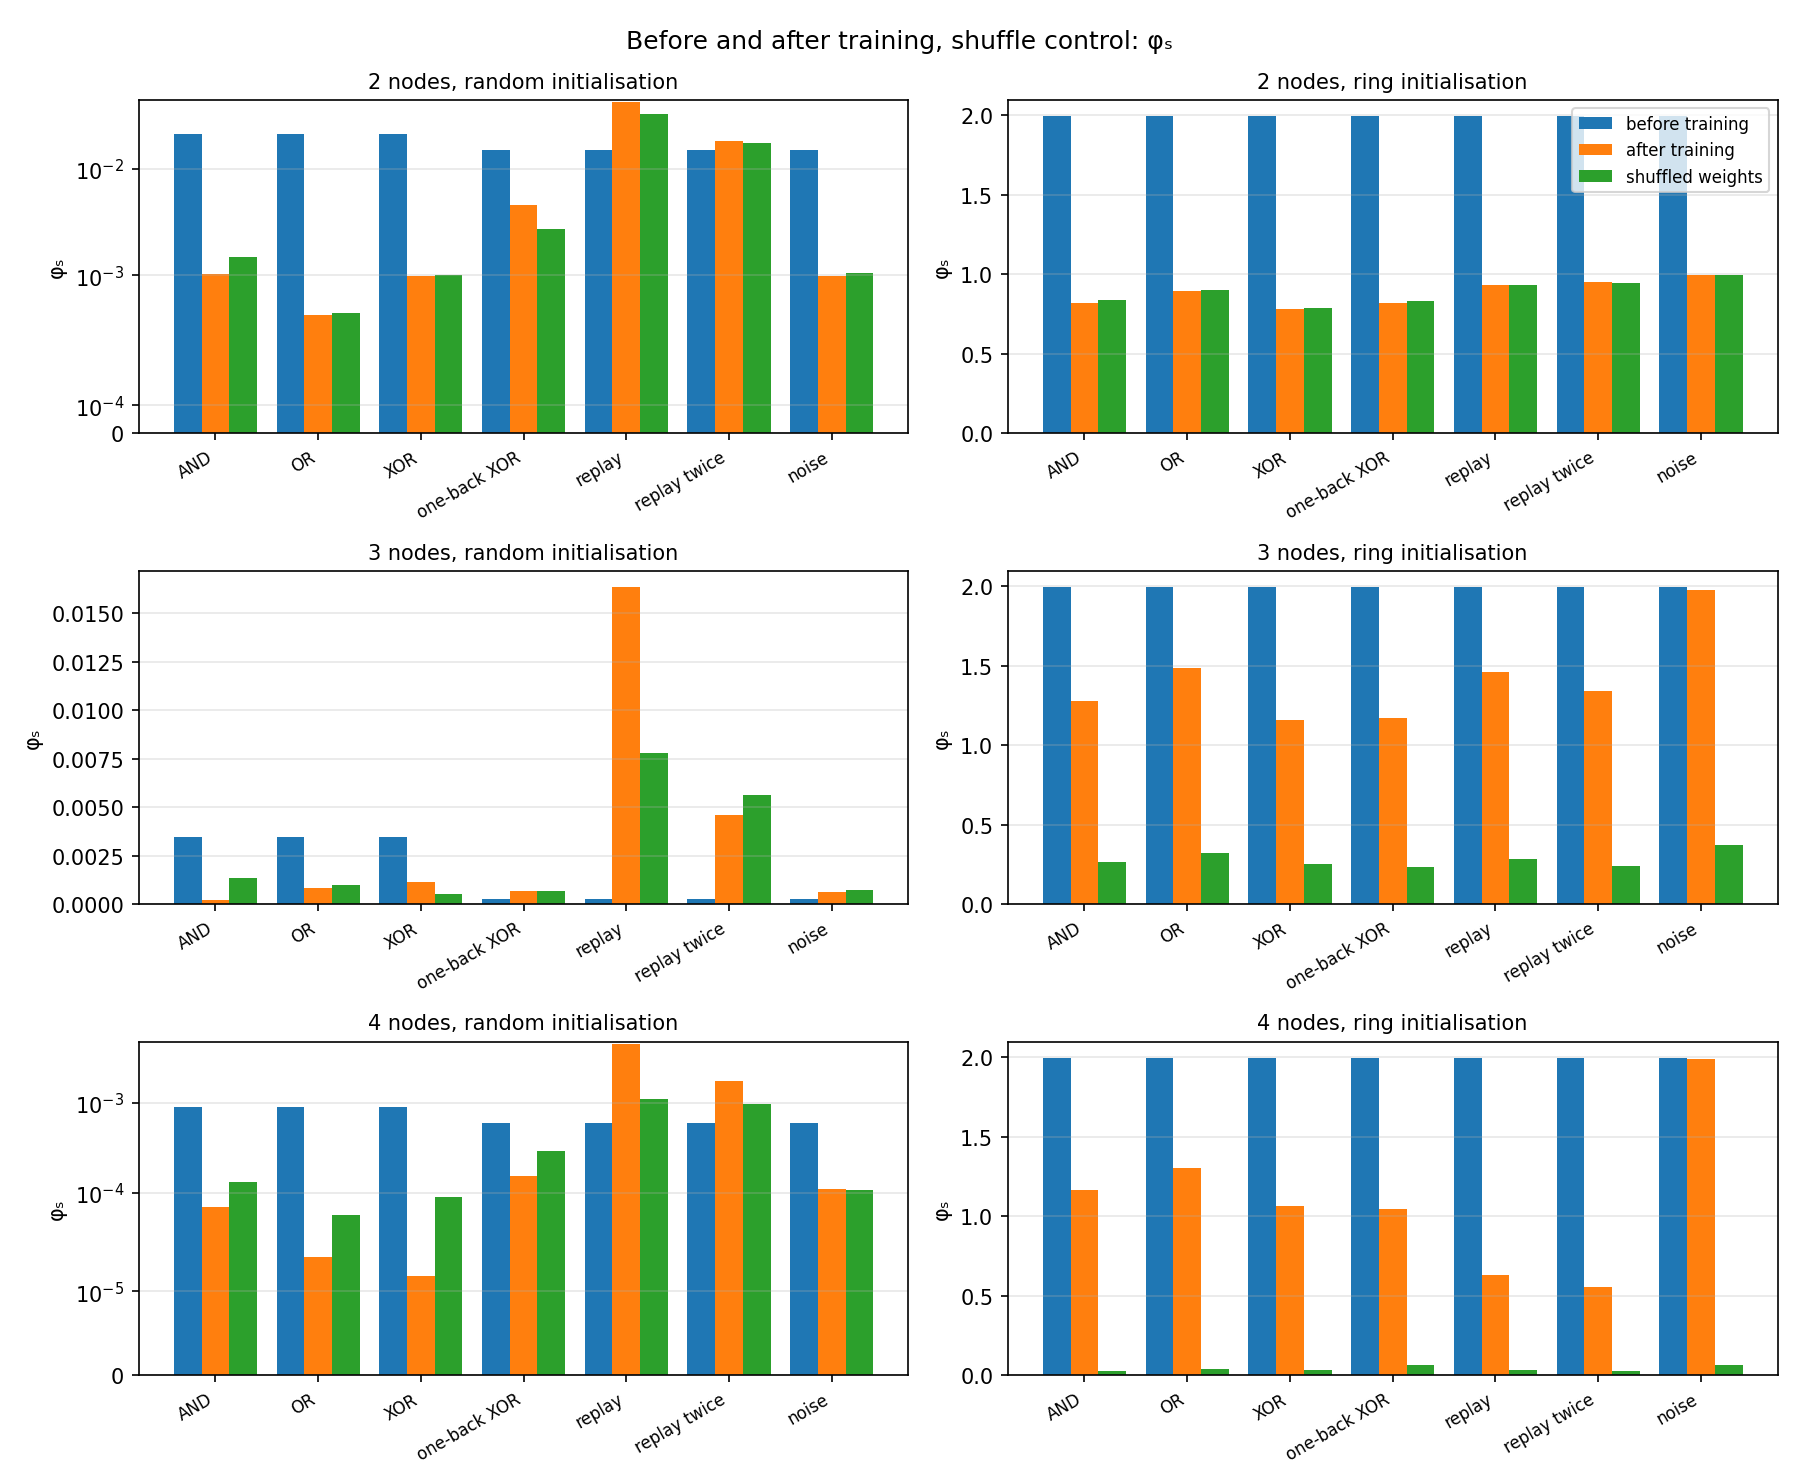 Before and after training, shuffle control: φₛ
2 nodes, random initialisation
φₛ
10⁻²
10⁻³
10⁻⁴
0
AND
OR
XOR
one-back XOR
replay
replay twice
noise
2 nodes, ring initialisation
φₛ
2.0
1.5
1.0
0.5
0.0
before training
after training
shuffled weights
AND
OR
XOR
one-back XOR
replay
replay twice
noise
3 nodes, random initialisation
φₛ
0.0150
0.0125
0.0100
0.0075
0.0050
0.0025
0.0000
AND
OR
XOR
one-back XOR
replay
replay twice
noise
3 nodes, ring initialisation
φₛ
2.0
1.5
1.0
0.5
0.0
AND
OR
XOR
one-back XOR
replay
replay twice
noise
4 nodes, random initialisation
φₛ
10⁻³
10⁻⁴
10⁻⁵
0
AND
OR
XOR
one-back XOR
replay
replay twice
noise
4 nodes, ring initialisation
φₛ
2.0
1.5
1.0
0.5
0.0
AND
OR
XOR
one-back XOR
replay
replay twice
noise